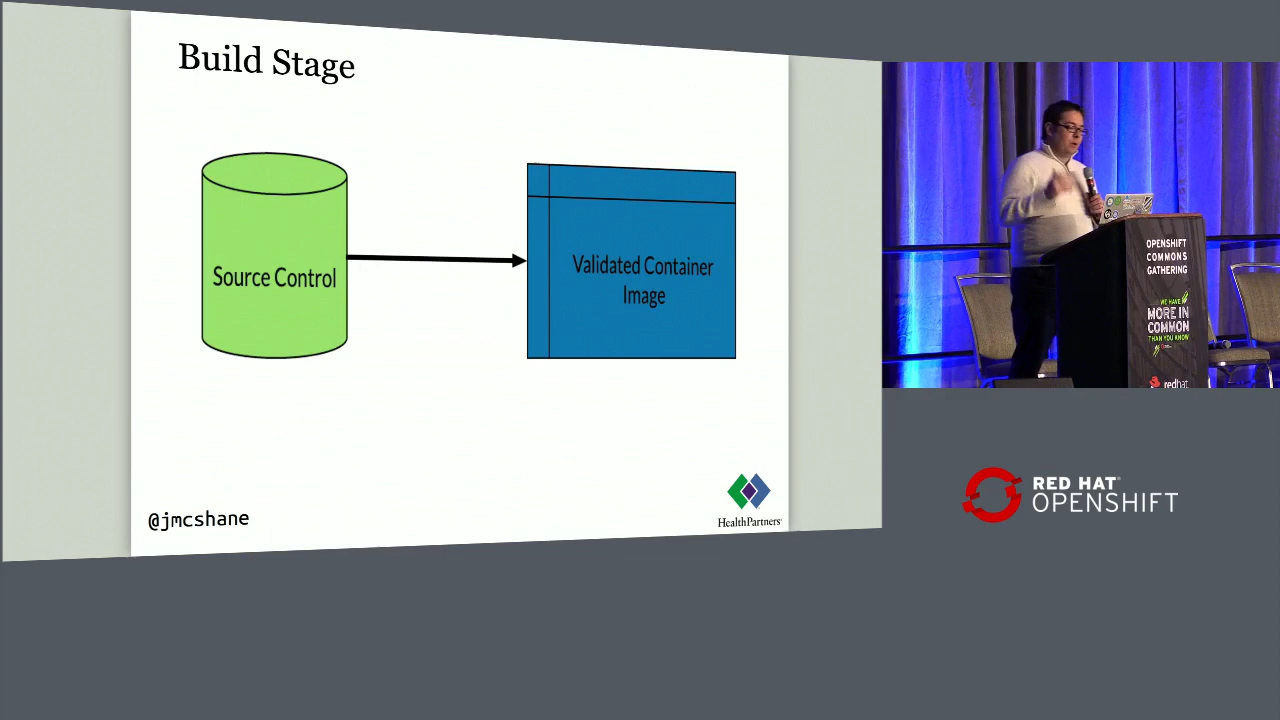 Build Stage
Source Control
Validated Container
Image
@jmcshane
HealthPartners
OPENSHIFT
COMMONS
GATHERING
WE HAVE
MORE IN
COMMON
THAN YOU KNOW
redhat
RED HAT
OPENSHIFT